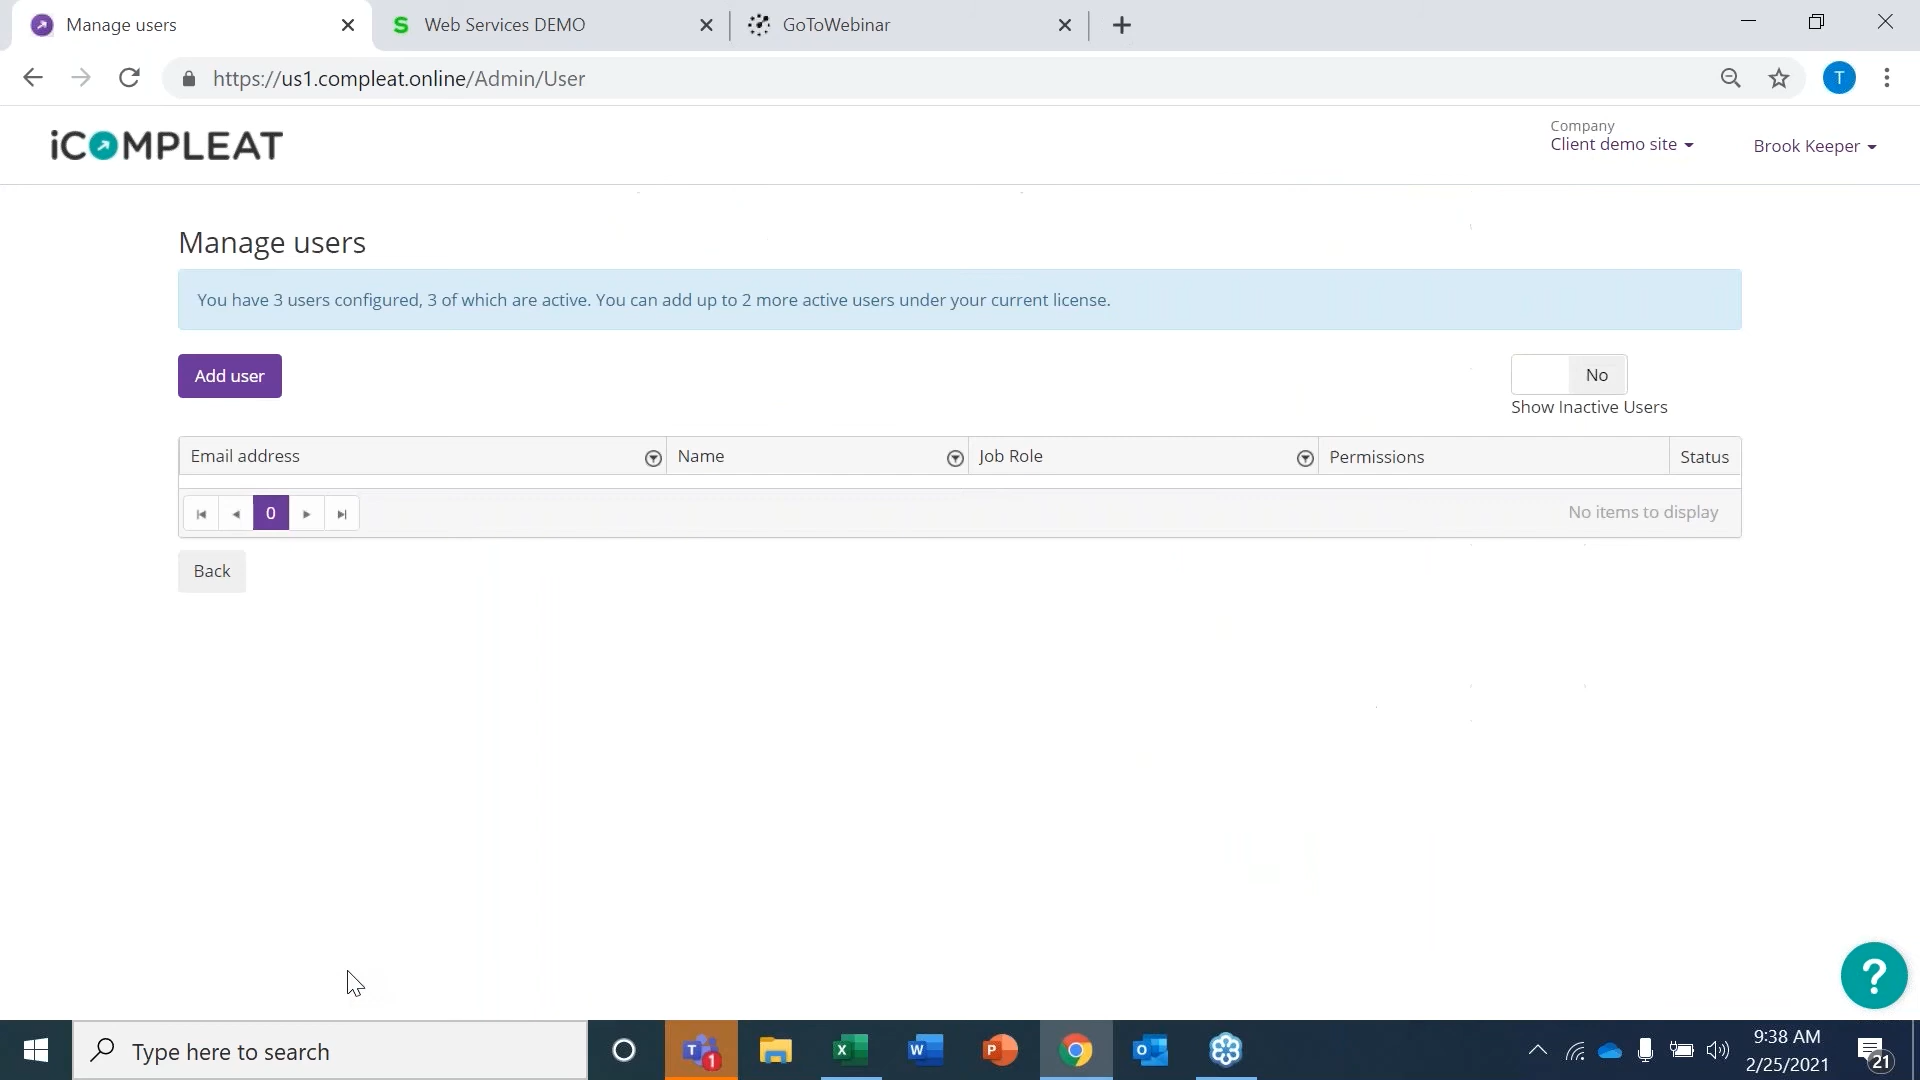 Manage users
Web Services DEMO
GoToWebinar
https://us1.compleat.online/Admin/User
T
iCOMPLEAT
Company
Client demo site
Brook Keeper
Manage users
You have 3 users configured, 3 of which are active. You can add up to 2 more active users under your current license.
Add user
No
Show Inactive Users
Email address Name Job Role Permissions Status
0
No items to display
Back
?
Type here to search
T 1
X
W
P
O
9:38 AM
2/25/2021
21